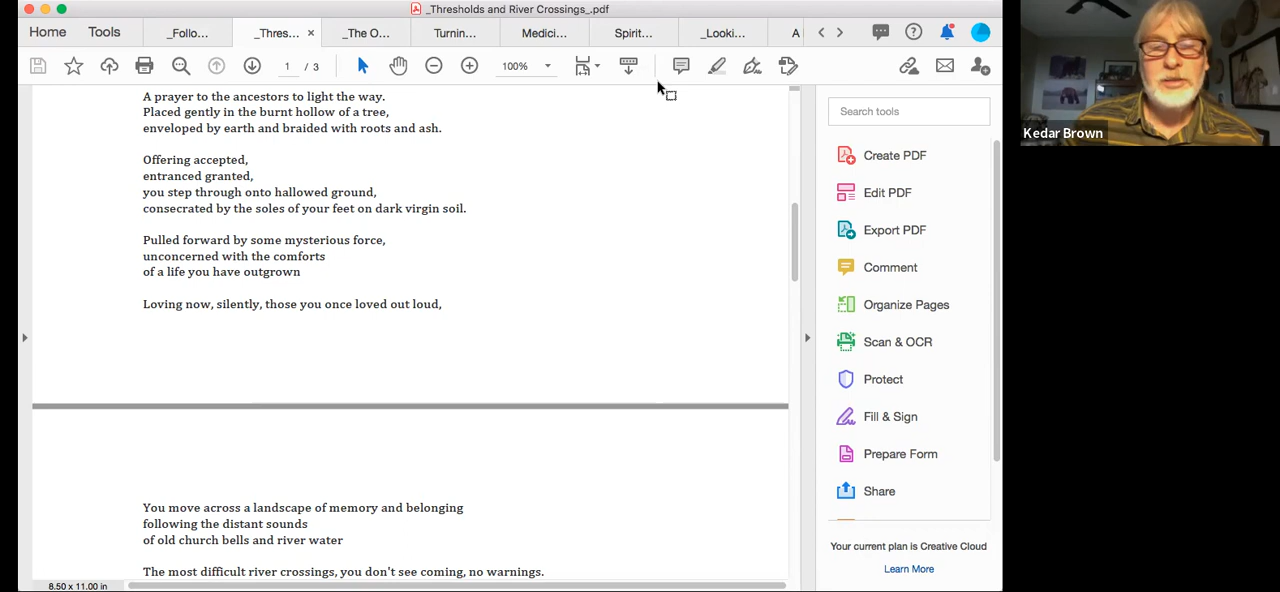 _Thresholds and River Crossings_.pdf
Home
Tools
_Follo...
_Thres...
_The O...
Turnin...
Medici...
Spirit...
_Looki...
A
1 / 3
100%
A prayer to the ancestors to light the way.
Placed gently in the burnt hollow of a tree,
enveloped by earth and braided with roots and ash.
Offering accepted,
entranced granted,
you step through onto hallowed ground,
consecrated by the soles of your feet on dark virgin soil.
Pulled forward by some mysterious force,
unconcerned with the comforts
of a life you have outgrown
Loving now, silently, those you once loved out loud,
You move across a landscape of memory and belonging
following the distant sounds
of old church bells and river water
The most difficult river crossings, you don't see coming, no warnings.
8.50 x 11.00 in
Search tools
Create PDF
Edit PDF
Export PDF
Comment
Organize Pages
Scan & OCR
Protect
Fill & Sign
Prepare Form
Share
Your current plan is Creative Cloud
Learn More
Kedar Brown